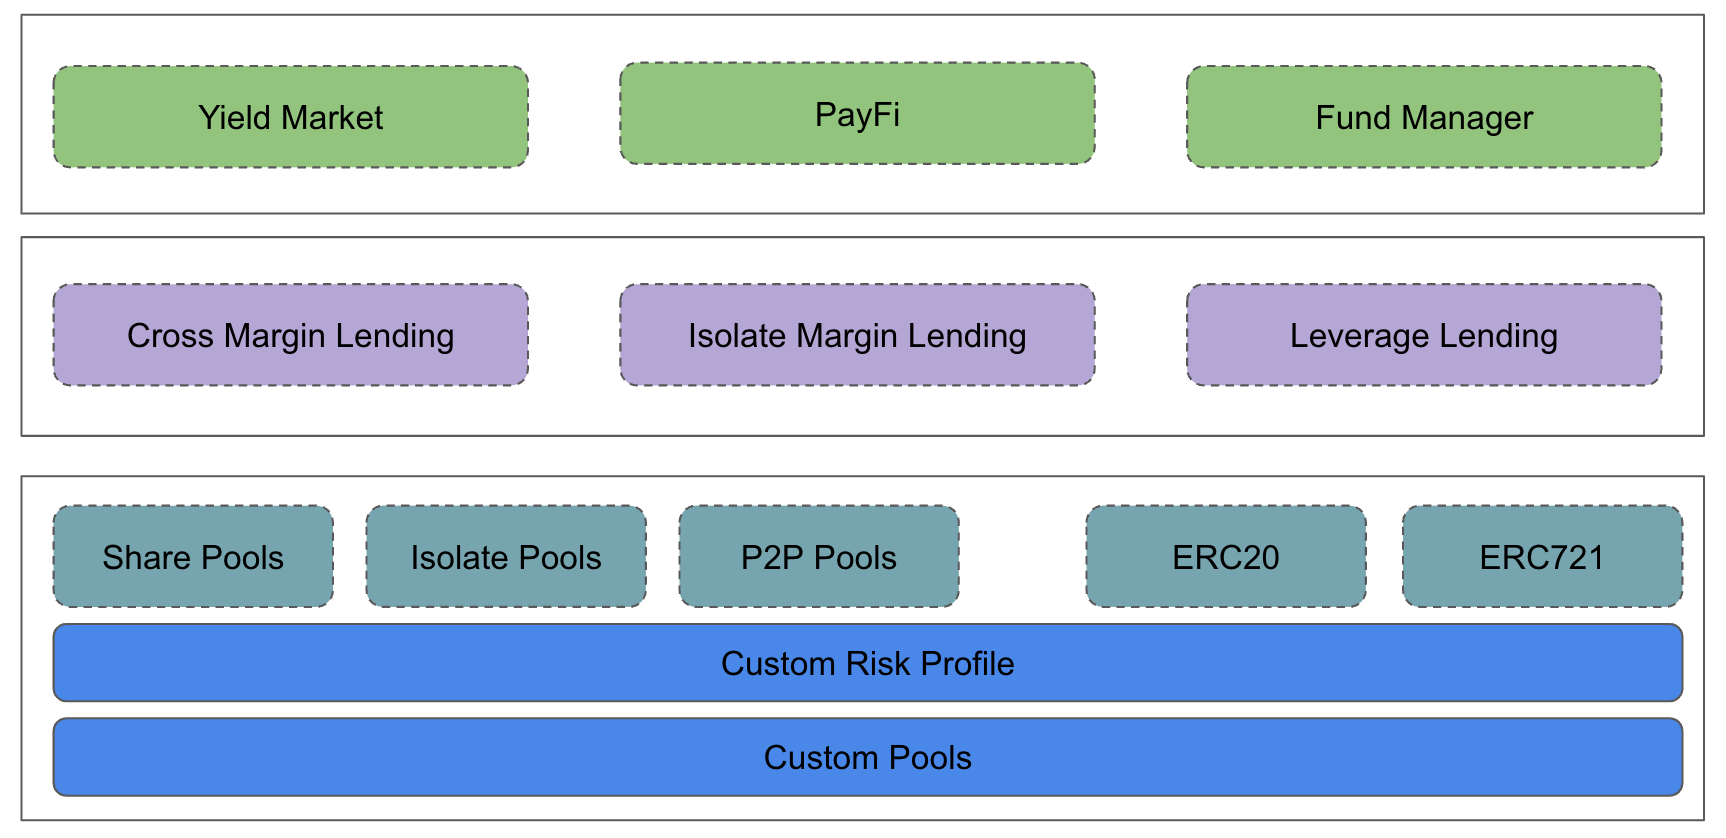 Yield Market
PayFi
Fund Manager
Cross Margin Lending
Isolate Margin Lending
Leverage Lending
Share Pools
Isolate Pools
P2P Pools
ERC20
ERC721
Custom Risk Profile
Custom Pools